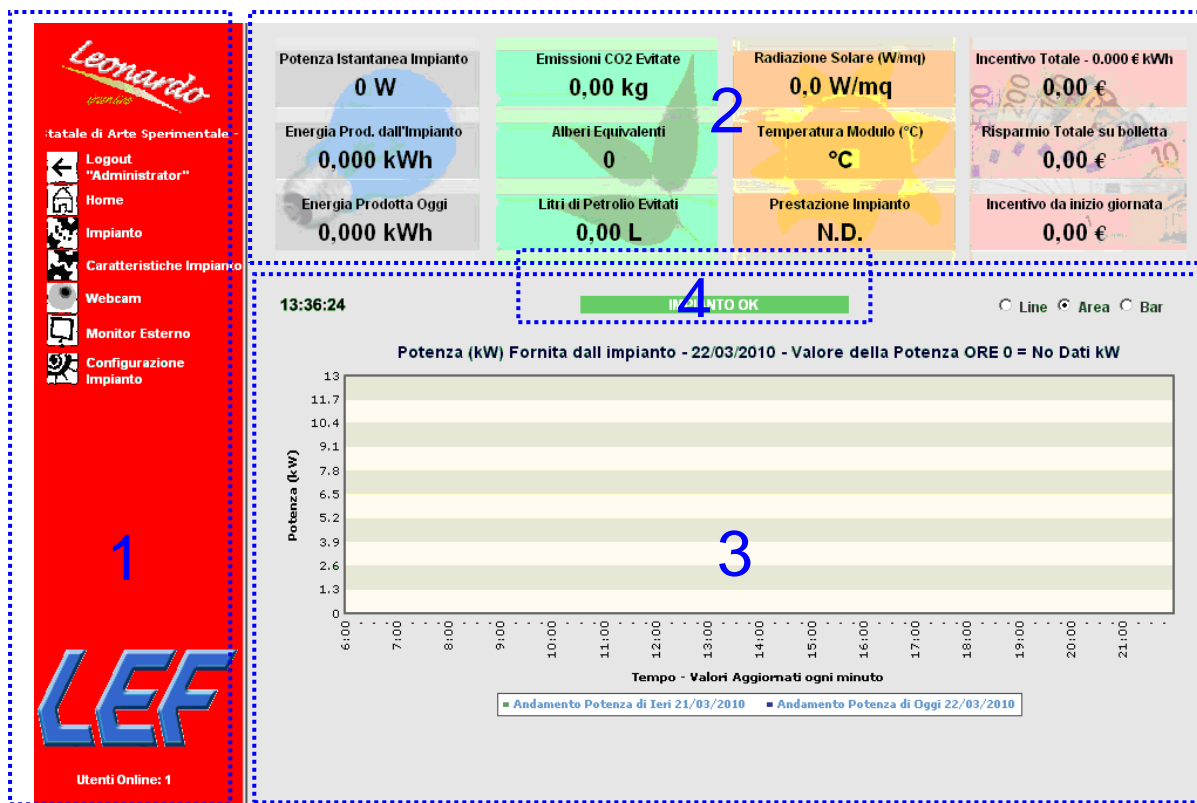 Leonardo
statale di Arte Sperimentale -
Logout
"Administrator"
Home
Impianto
Caratteristiche Impianto
Webcam
Monitor Esterno
Configurazione
Impianto
1
LEF
Utenti Online: 1
Potenza Istantanea Impianto
0 W
Energia Prod. dall'Impianto
0,000 kWh
Energia Prodotta Oggi
0,000 kWh
Emissioni CO2 Evitate
0,00 kg
Alberi Equivalenti
0
Litri di Petrolio Evitati
0,00 L
2
Radiazione Solare (W/mq)
0,0 W/mq
Temperatura Modulo (°C)
°C
Prestazione Impianto
N.D.
Incentivo Totale - 0.000 € kWh
0,00 €
Risparmio Totale su bolletta
0,00 €
Incentivo da inizio giornata
0,00 €
500
200
100
10
13:36:24
IMPIANTO OK
4
Line Area Bar
Potenza (kW) Fornita dall impianto - 22/03/2010 - Valore della Potenza ORE 0 = No Dati kW
Potenza (kW)
13
11.7
10.4
9.1
7.8
6.5
5.2
3.9
2.6
1.3
0
3
6:00 7:00 8:00 9:00 10:00 11:00 12:00 13:00 14:00 15:00 16:00 17:00 18:00 19:00 20:00 21:00
Tempo - Valori Aggiornati ogni minuto
Andamento Potenza di Ieri 21/03/2010 Andamento Potenza di Oggi 22/03/2010